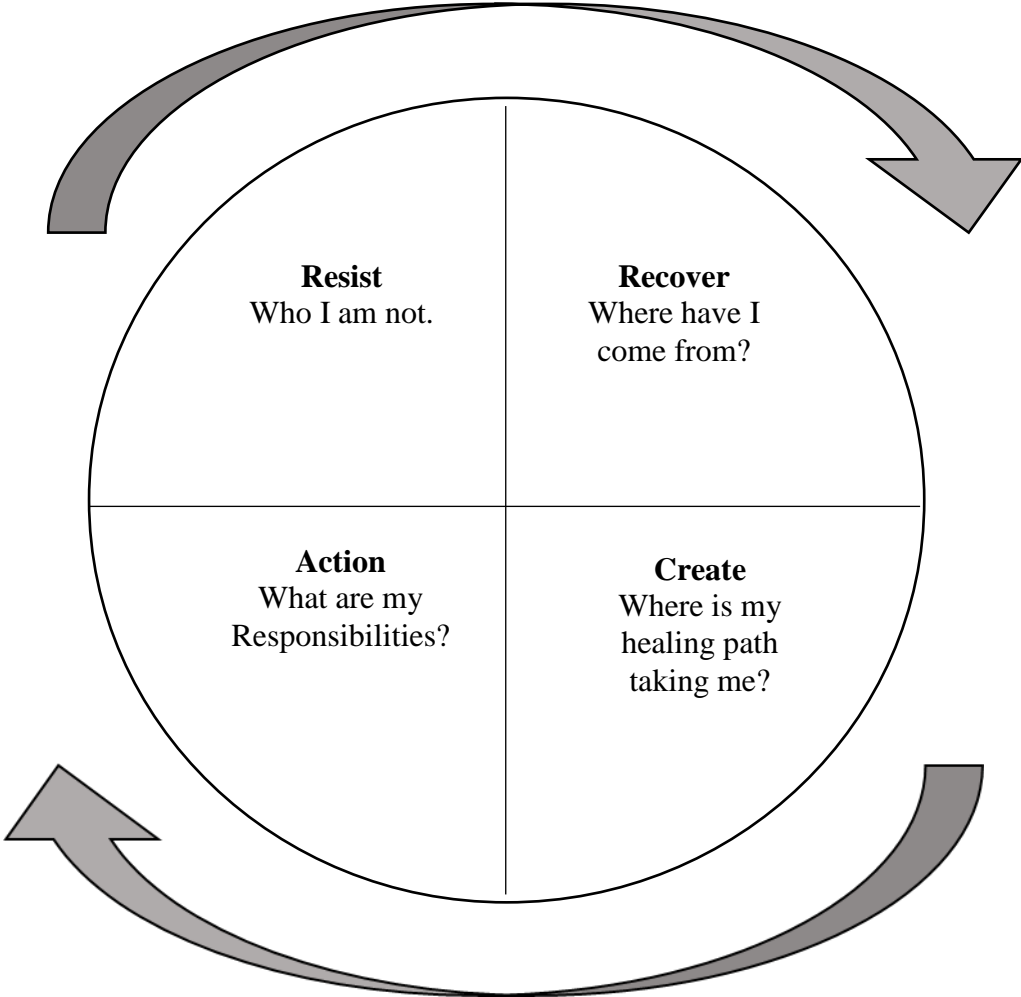 Resist
Who I am not.
Recover
Where have I
come from?
Action
What are my
Responsibilities?
Create
Where is my
healing path
taking me?